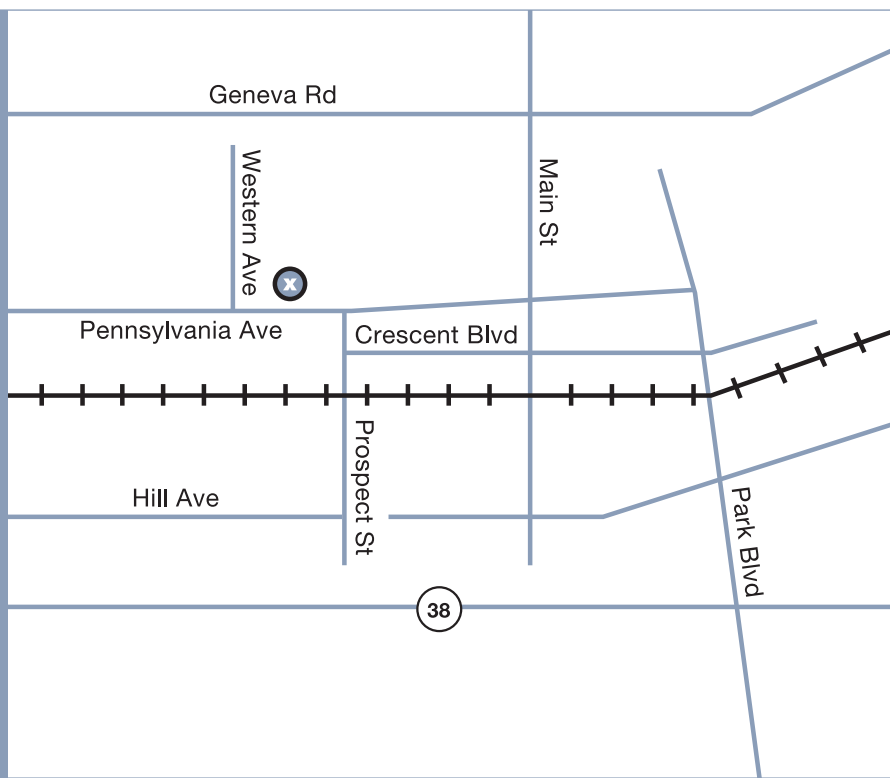 Geneva Rd
Western Ave
Main St
x
Pennsylvania Ave
Crescent Blvd
Prospect St
Hill Ave
Park Blvd
38